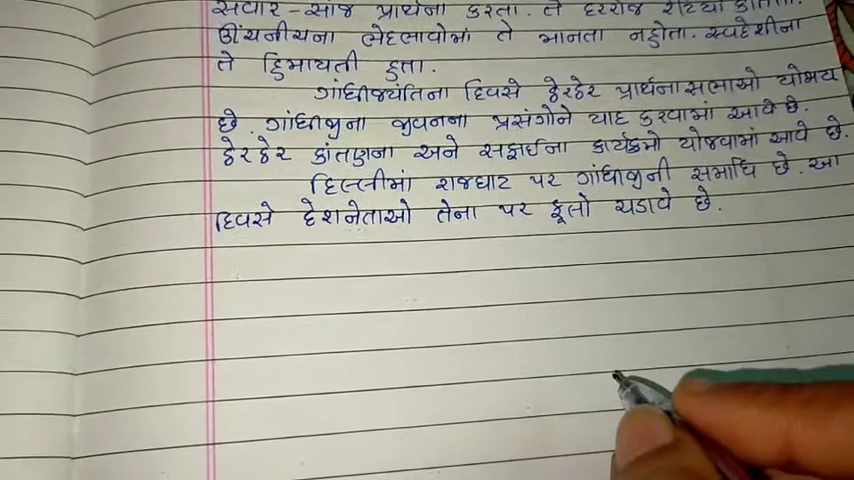 સવાર - સાંજ પ્રાર્થના કરતા. તે દરરોજ રેંટિયો કાંતતા.
ઊંચનીચના ભેદભાવોમાં તે માનતા નહોતા. સ્વદેશીના
તે હિમાયતી હતા.
ગાંધીજયંતિના દિવસે ઠેરઠેર પ્રાર્થનાસભાઓ યોજાય
છે. ગાંધીજીના જીવનના પ્રસંગોને યાદ કરવામાં આવે છે.
ઠેરઠેર કાંતણના અને સફાઈના કાર્યક્રમો યોજવામાં આવે છે.
દિલ્લીમાં રાજઘાટ પર ગાંધીજીની સમાધિ છે. આ
દિવસે દેશનેતાઓ તેના પર ફૂલો ચડાવે છે.